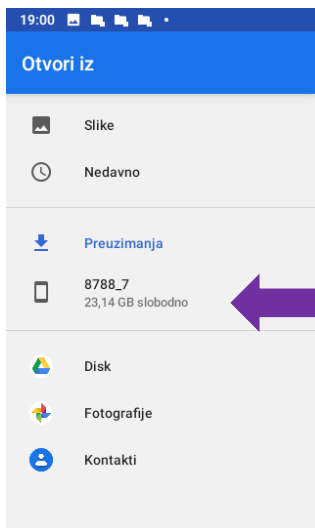 19:00
Otvori iz
Slike
Nedavno
Preuzimanja
8788_7
23,14 GB slobodno
Disk
Fotografije
Kontakti